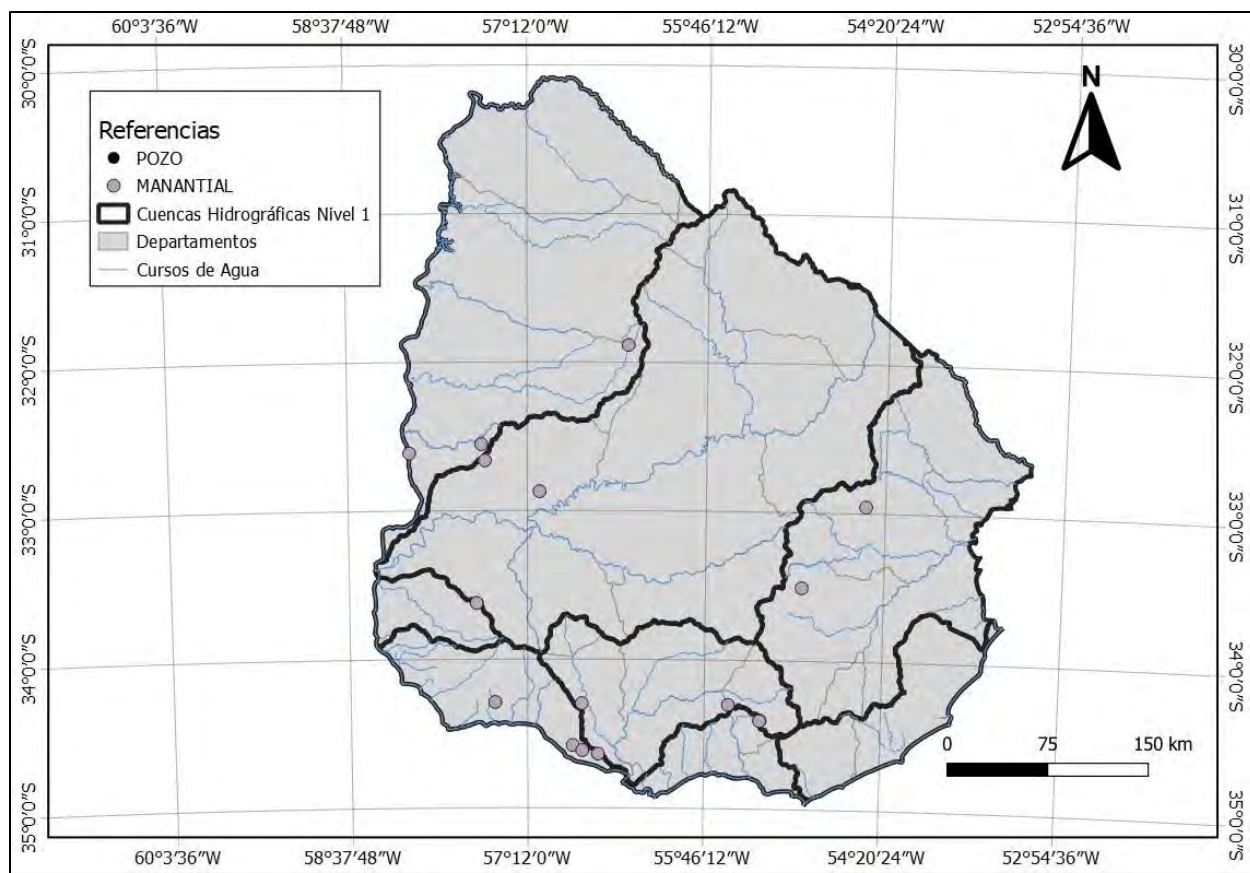 60°3'36"W 58°37'48"W 57°12'0"W 55°46'12"W 54°20'24"W 52°54'36"W
30°0'0"S
30°0'0"S
N
Referencias
POZO
MANANTIAL
Cuencas Hidrográficas Nivel 1
Departamentos
Cursos de Agua
31°0'0"S
31°0'0"S
32°0'0"S
32°0'0"S
33°0'0"S
33°0'0"S
34°0'0"S
34°0'0"S
0 75 150 km
35°0'0"S
35°0'0"S
60°3'36"W 58°37'48"W 57°12'0"W 55°46'12"W 54°20'24"W 52°54'36"W